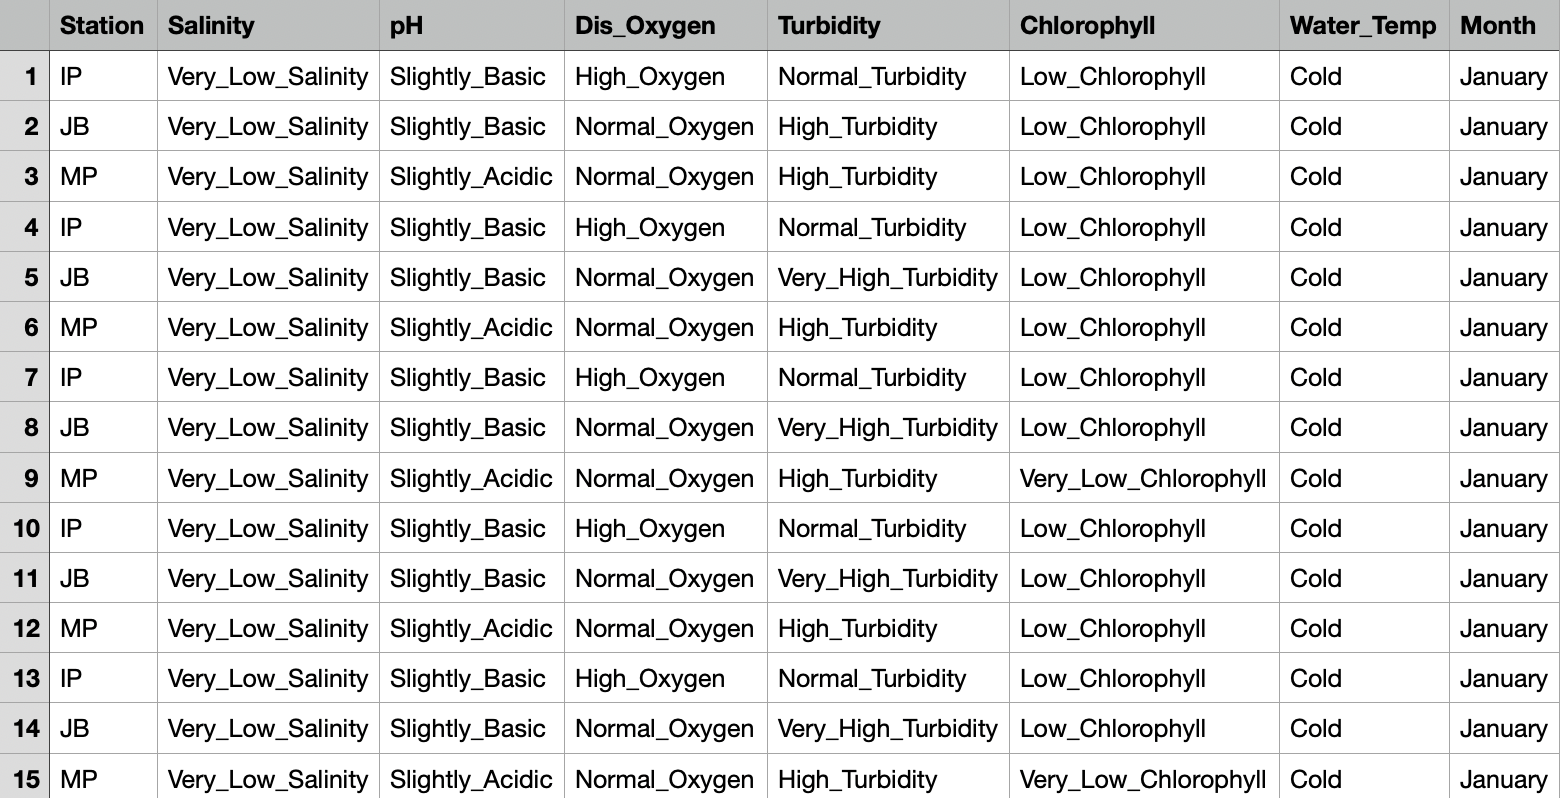 Station Salinity pH Dis_Oxygen Turbidity Chlorophyll Water_Temp Month
1 IP Very_Low_Salinity Slightly_Basic High_Oxygen Normal_Turbidity Low_Chlorophyll Cold January
2 JB Very_Low_Salinity Slightly_Basic Normal_Oxygen High_Turbidity Low_Chlorophyll Cold January
3 MP Very_Low_Salinity Slightly_Acidic Normal_Oxygen High_Turbidity Low_Chlorophyll Cold January
4 IP Very_Low_Salinity Slightly_Basic High_Oxygen Normal_Turbidity Low_Chlorophyll Cold January
5 JB Very_Low_Salinity Slightly_Basic Normal_Oxygen Very_High_Turbidity Low_Chlorophyll Cold January
6 MP Very_Low_Salinity Slightly_Acidic Normal_Oxygen High_Turbidity Low_Chlorophyll Cold January
7 IP Very_Low_Salinity Slightly_Basic High_Oxygen Normal_Turbidity Low_Chlorophyll Cold January
8 JB Very_Low_Salinity Slightly_Basic Normal_Oxygen Very_High_Turbidity Low_Chlorophyll Cold January
9 MP Very_Low_Salinity Slightly_Acidic Normal_Oxygen High_Turbidity Very_Low_Chlorophyll Cold January
10 IP Very_Low_Salinity Slightly_Basic High_Oxygen Normal_Turbidity Low_Chlorophyll Cold January
11 JB Very_Low_Salinity Slightly_Basic Normal_Oxygen Very_High_Turbidity Low_Chlorophyll Cold January
12 MP Very_Low_Salinity Slightly_Acidic Normal_Oxygen High_Turbidity Low_Chlorophyll Cold January
13 IP Very_Low_Salinity Slightly_Basic High_Oxygen Normal_Turbidity Low_Chlorophyll Cold January
14 JB Very_Low_Salinity Slightly_Basic Normal_Oxygen Very_High_Turbidity Low_Chlorophyll Cold January
15 MP Very_Low_Salinity Slightly_Acidic Normal_Oxygen High_Turbidity Very_Low_Chlorophyll Cold January